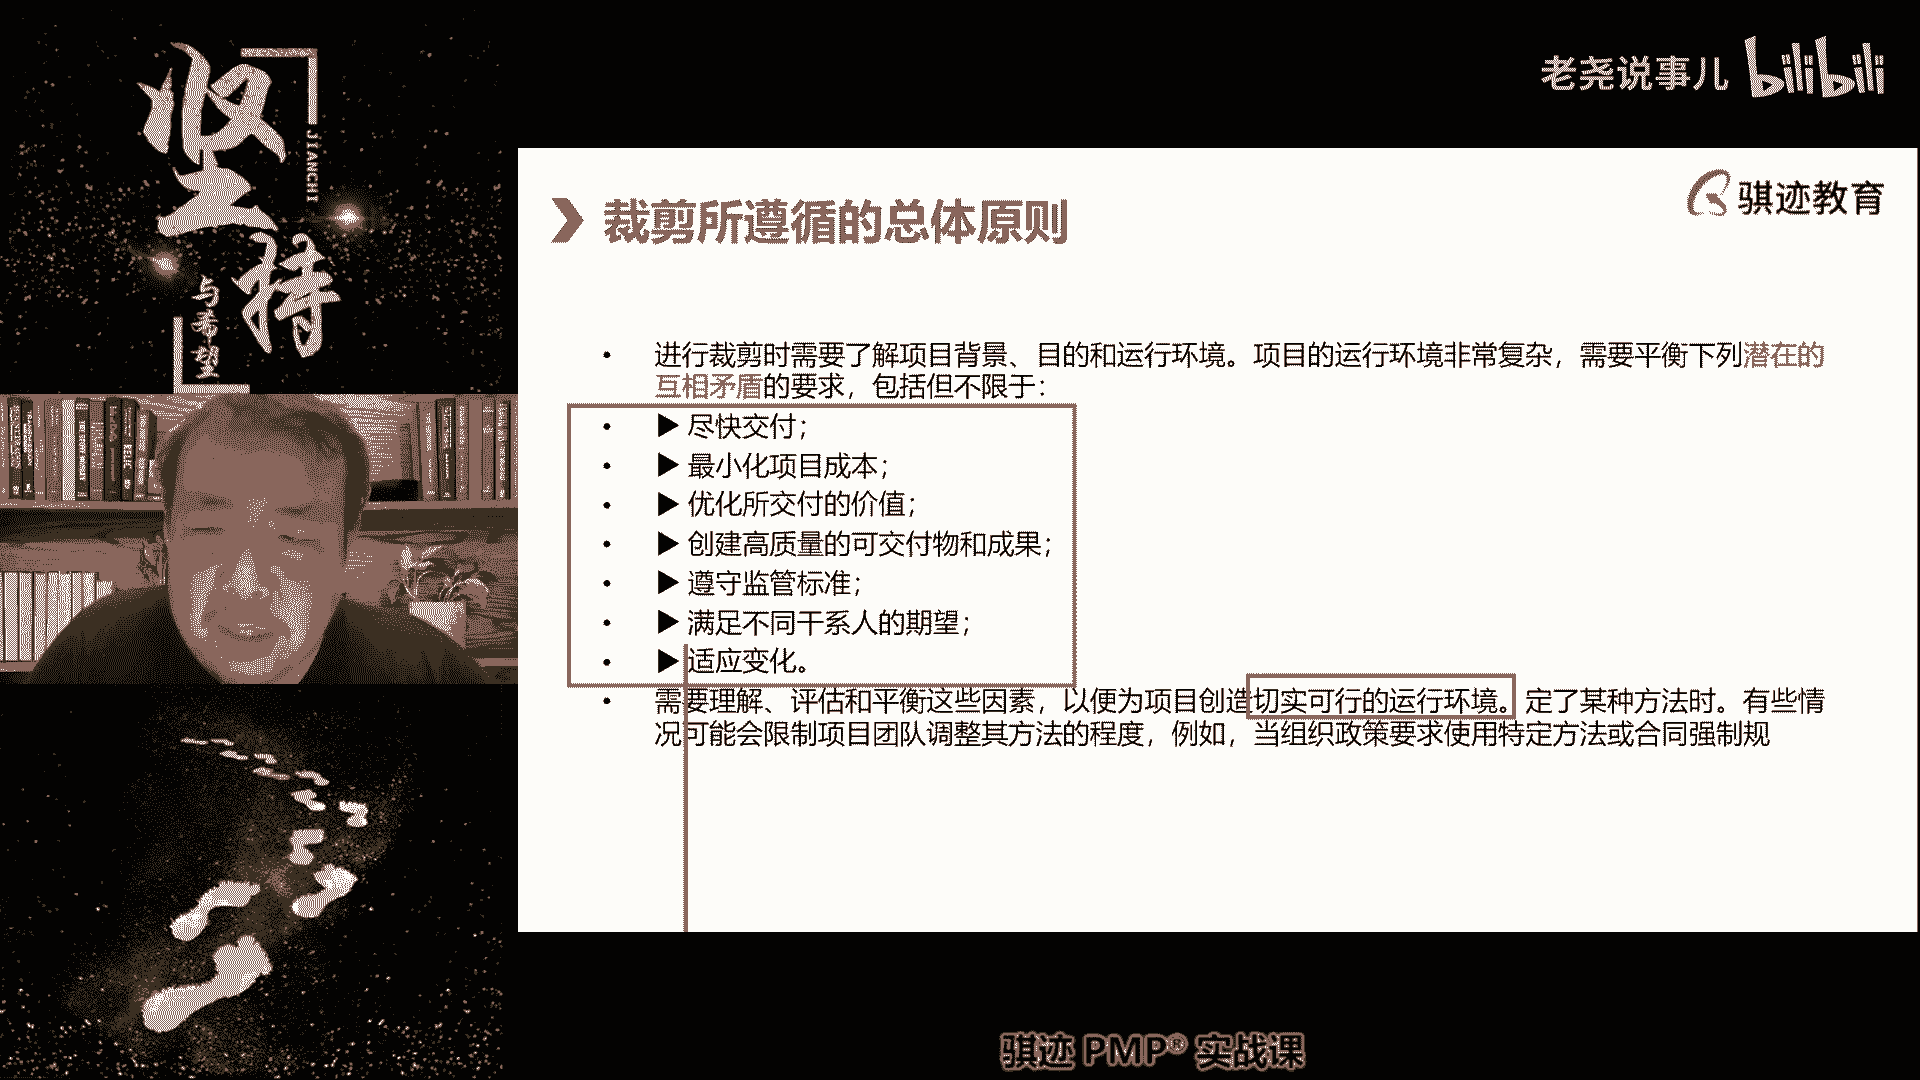 坚持
JIANCHI
与希望
老尧说事儿 bilibili
骐迹教育
裁剪所遵循的总体原则
• 进行裁剪时需要了解项目背景、目的和运行环境。项目的运行环境非常复杂，需要平衡下列潜在的
互相矛盾的要求，包括但不限于：
• ▶ 尽快交付；
• ▶ 最小化项目成本；
• ▶ 优化所交付的价值；
• ▶ 创建高质量的可交付物和成果；
• ▶ 遵守监管标准；
• ▶ 满足不同干系人的期望；
• ▶ 适应变化。
• 需要理解、评估和平衡这些因素，以便为项目创造切实可行的运行环境。定了某种方法时。有些情
况可能会限制项目团队调整其方法的程度，例如，当组织政策要求使用特定方法或合同强制规
骐迹 PMP® 实战课